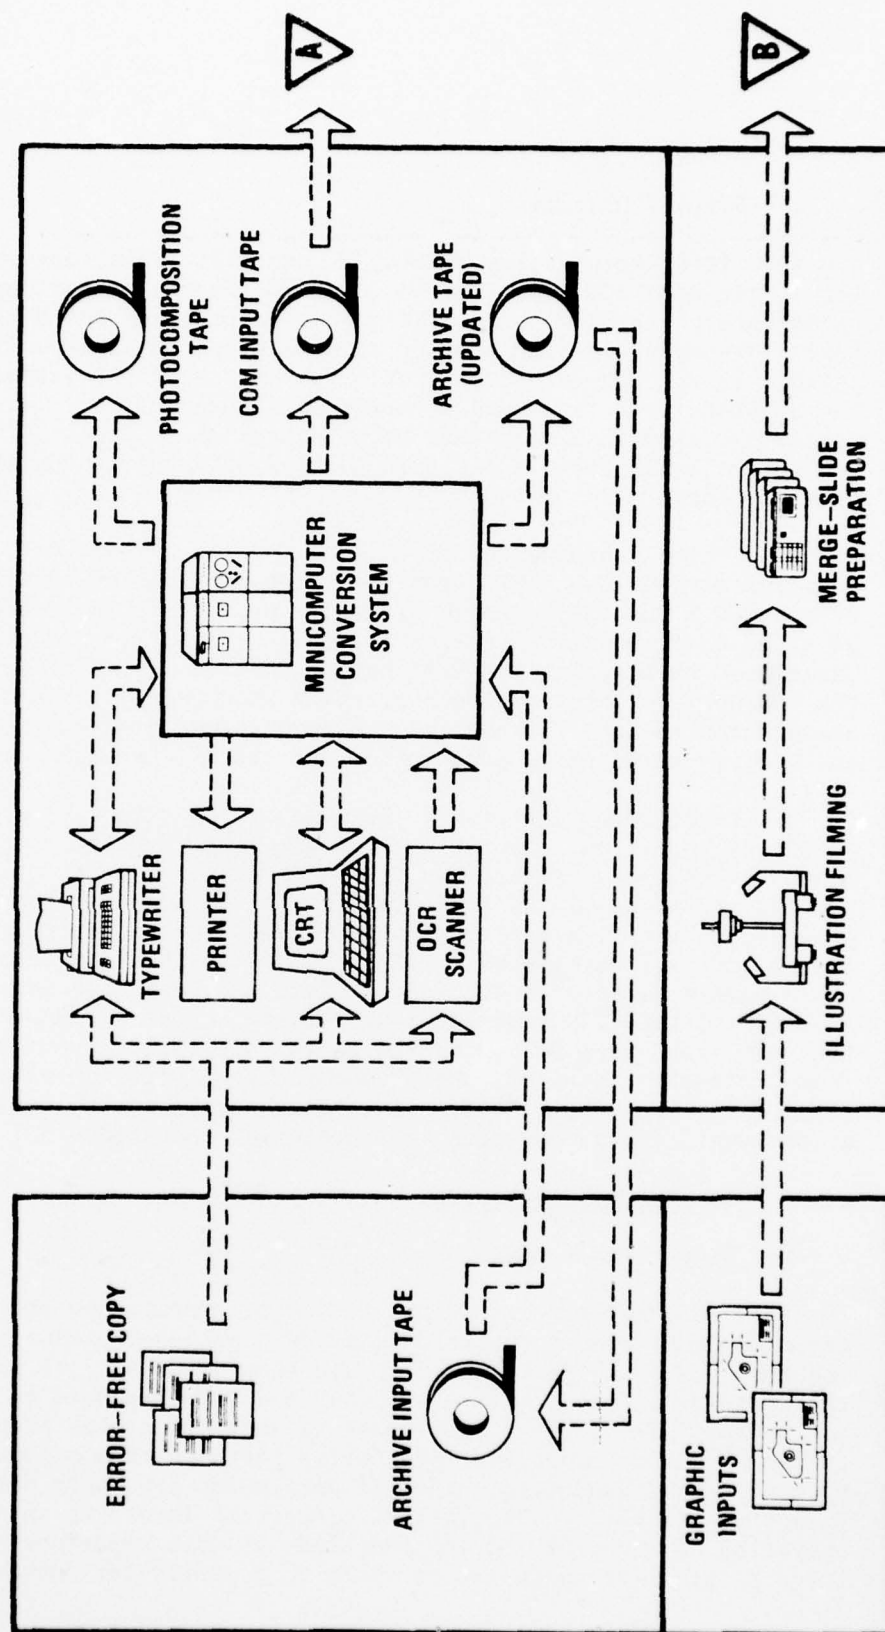 ERROR-FREE COPY
ARCHIVE INPUT TAPE
GRAPHIC
INPUTS
TYPEWRITER
PRINTER
CRT
OCR
SCANNER
MINICOMPUTER
CONVERSION
SYSTEM
PHOTOCOMPOSITION
TAPE
COM INPUT TAPE
ARCHIVE TAPE
(UPDATED)
A
ILLUSTRATION FILMING
MERGE-SLIDE
PREPARATION
B